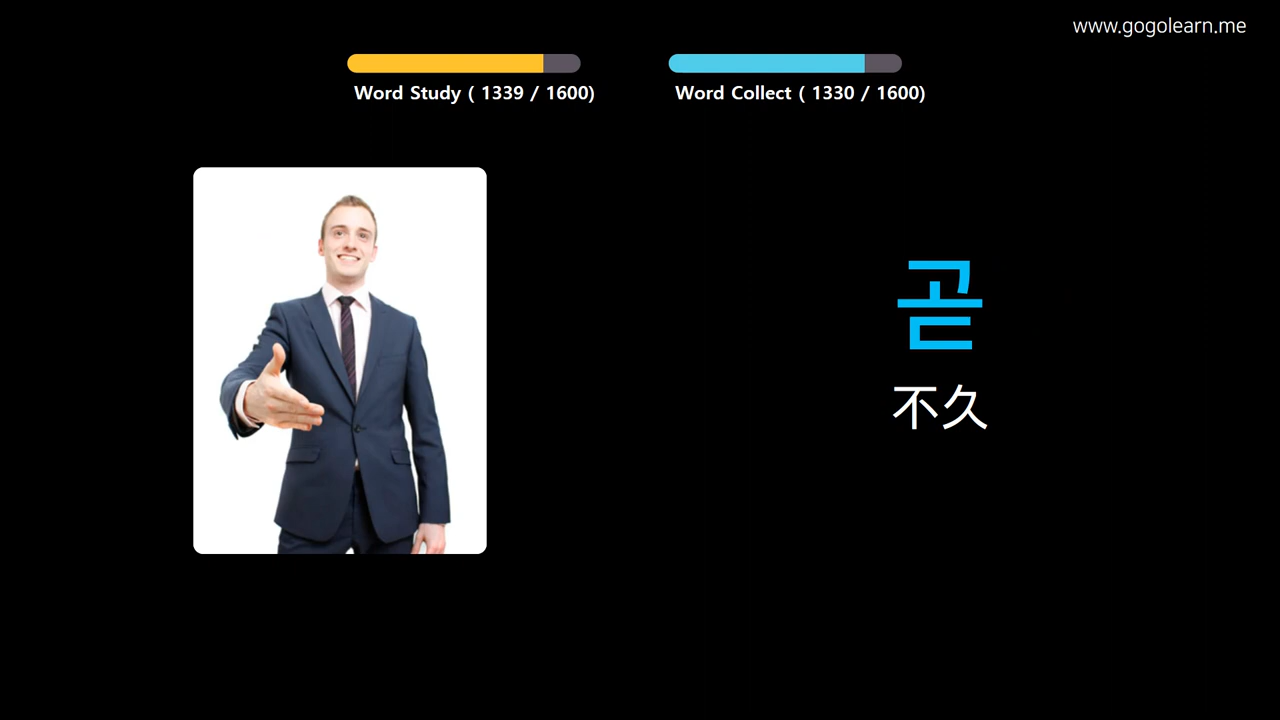 www.gogolearn.me
Word Study ( 1339 / 1600)
Word Collect ( 1330 / 1600)
곧
不久